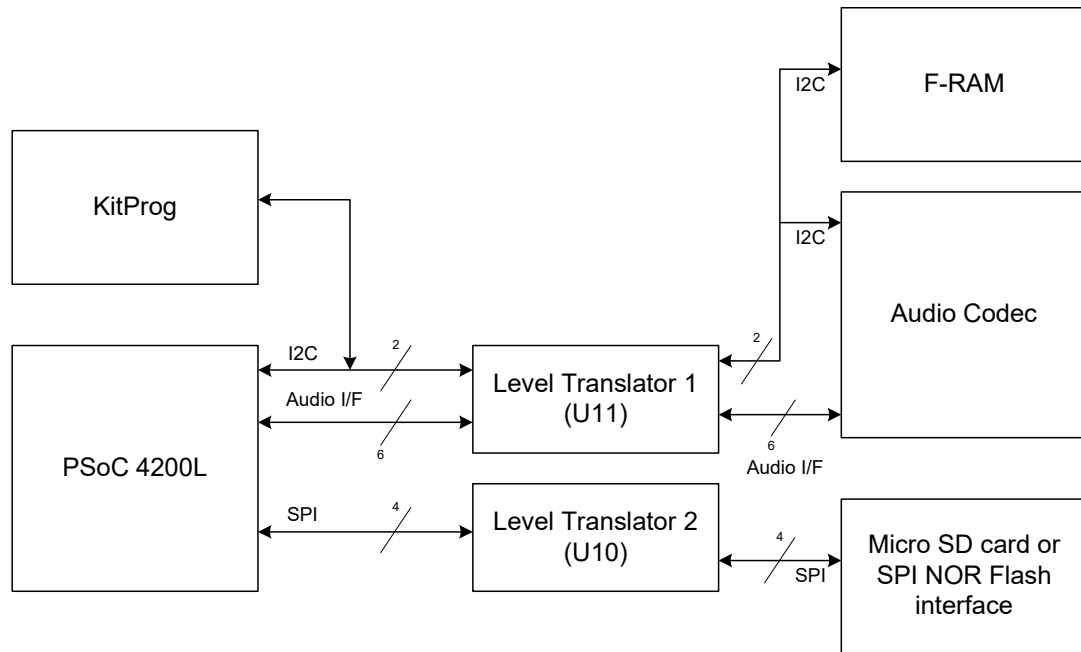 F-RAM
I2C
KitProg
I2C
Audio Codec
I2C
2
2
Level Translator 1
(U11)
Audio I/F
6
6
Audio I/F
PSoC 4200L
SPI
4
Level Translator 2
(U10)
4
SPI
Micro SD card or
SPI NOR Flash
interface